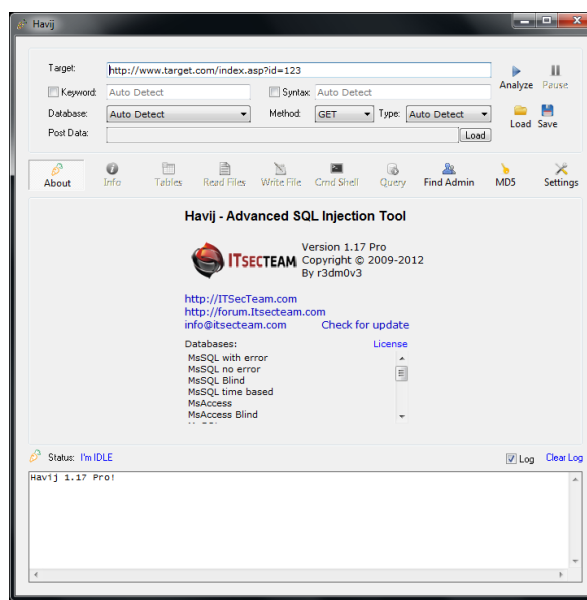 Havij
Target: http://www.target.com/index.asp?id=123
Analyze Pause
Keyword: Auto Detect Syntax: Auto Detect
Database: Auto Detect Method: GET Type: Auto Detect
Load Save
Post Data: Load
About Info Tables Read Files Write File Cmd Shell Query Find Admin MD5 Settings
Havij - Advanced SQL Injection Tool
ITSECTEAM
Version 1.17 Pro
Copyright © 2009-2012
By r3dm0v3
http://ITSecTeam.com
http://forum.Itsecteam.com
info@itsecteam.com Check for update
Databases: License
MsSQL with error
MsSQL no error
MsSQL Blind
MsSQL time based
MsAccess
MsAccess Blind
Status: I'm IDLE Log Clear Log
Havij 1.17 Pro!